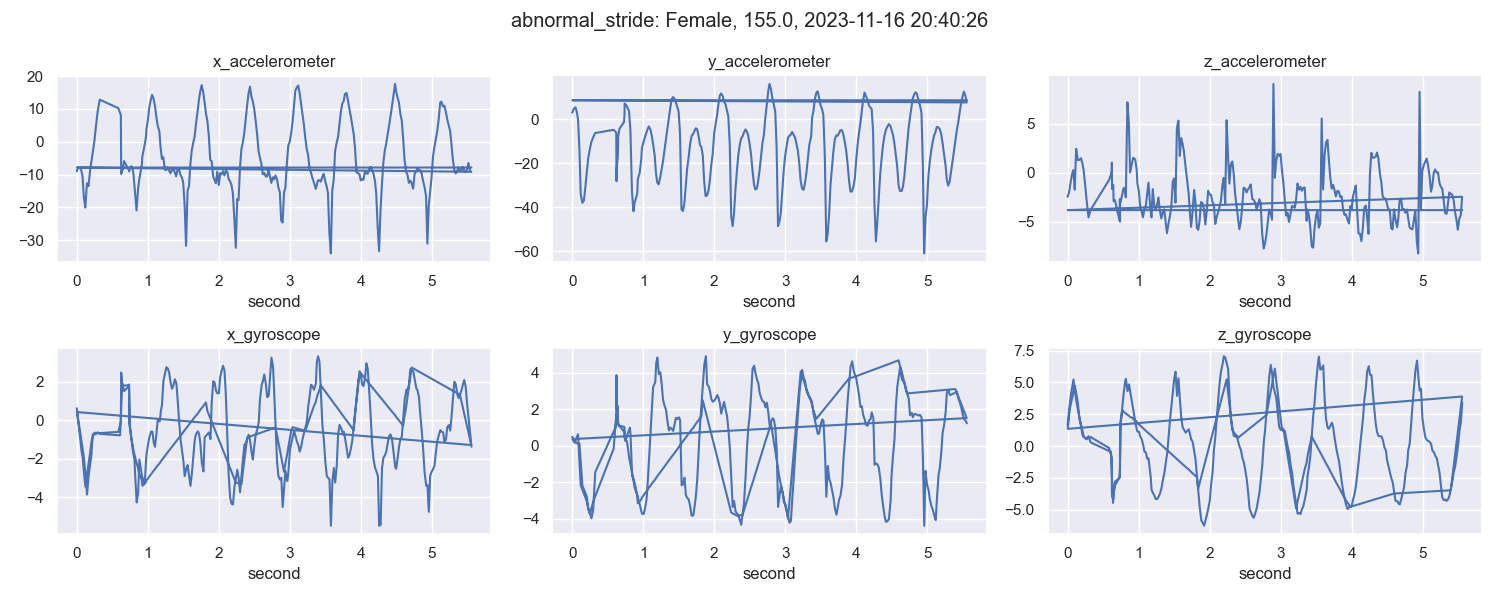 abnormal_stride: Female, 155.0, 2023-11-16 20:40:26
x_accelerometer
20
10
0
−10
−20
−30
0 1 2 3 4 5
second
y_accelerometer
0
−20
−40
−60
0 1 2 3 4 5
second
z_accelerometer
5
0
−5
0 1 2 3 4 5
second
x_gyroscope
2
0
−2
−4
0 1 2 3 4 5
second
y_gyroscope
4
2
0
−2
−4
0 1 2 3 4 5
second
z_gyroscope
7.5
5.0
2.5
0.0
−2.5
−5.0
0 1 2 3 4 5
second